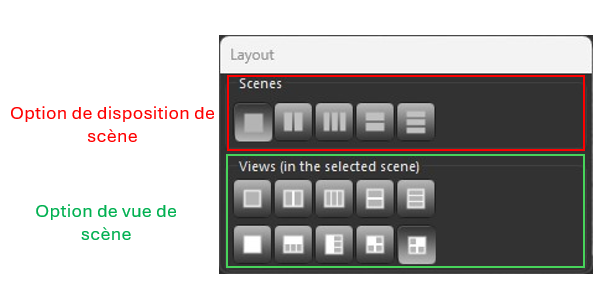 Layout
Scenes
Option de disposition de
scène
Views (in the selected scene)
Option de vue de
scène